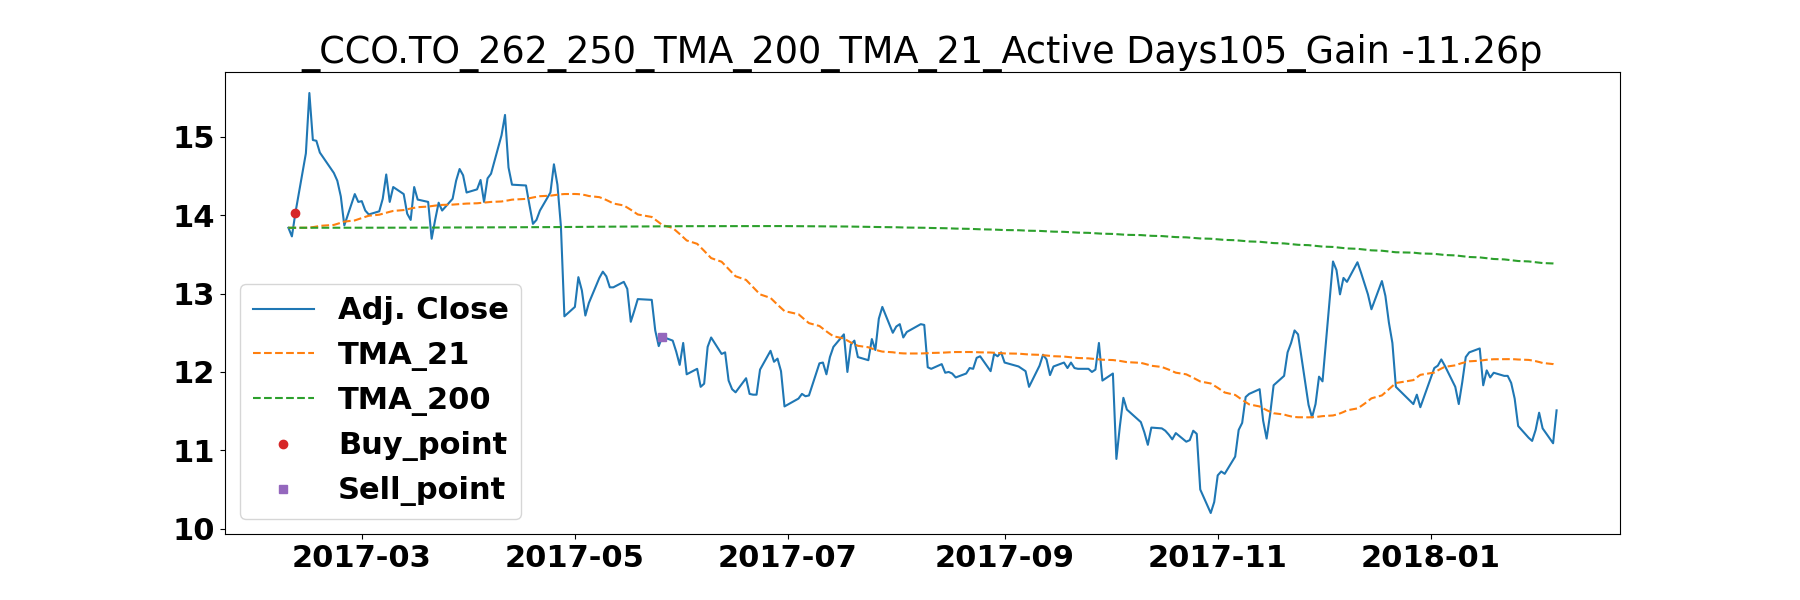 _CCO.TO_262_250_TMA_200_TMA_21_Active Days105_Gain -11.26p
15
14
13
12
11
10
Adj. Close
TMA_21
TMA_200
Buy_point
Sell_point
2017-03 2017-05 2017-07 2017-09 2017-11 2018-01